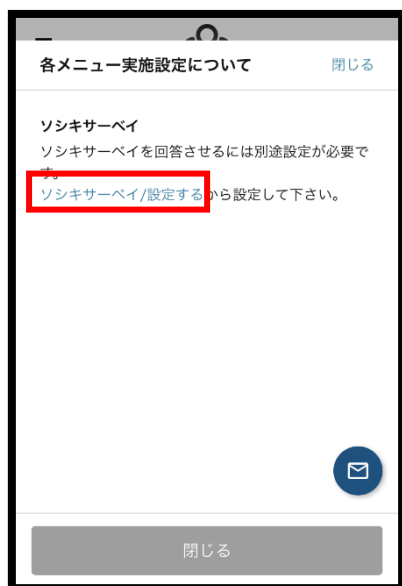 各メニュー実施設定について
閉じる
ソシキサーベイ
ソシキサーベイを回答させるには別途設定が必要で
す。
ソシキサーベイ/設定するから設定して下さい。
閉じる